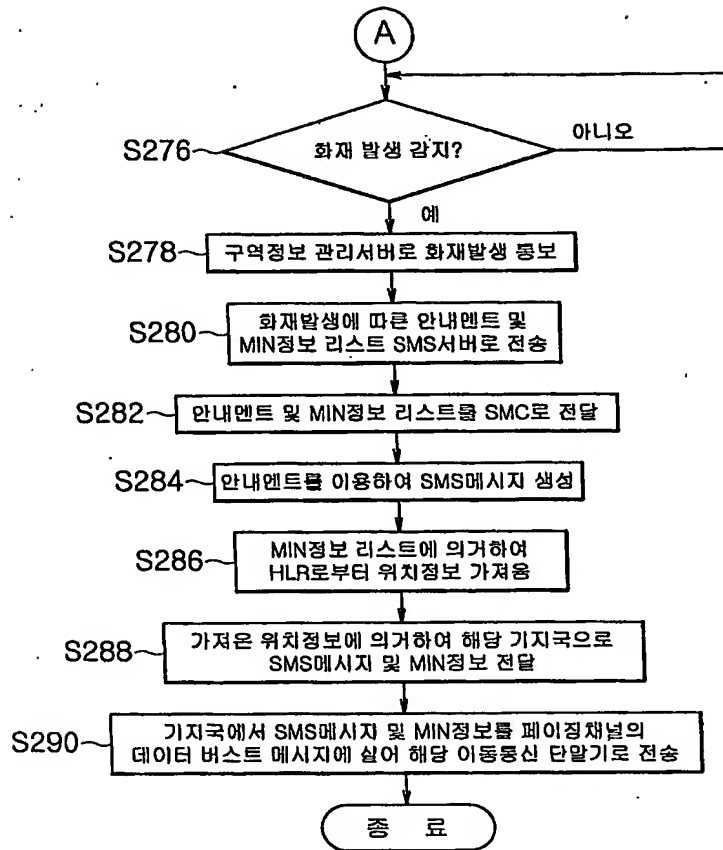 A
S276
화재 발생 감지?
아니오
예
S278
구역정보 관리서버로 화재발생 통보
S280
화재발생에 따른 안내멘트 및
MIN정보 리스트 SMS서버로 전송
S282
안내멘트 및 MIN정보 리스트를 SMC로 전달
S284
안내멘트를 이용하여 SMS메시지 생성
S286
MIN정보 리스트에 의거하여
HLR로부터 위치정보 가져옴
S288
가져온 위치정보에 의거하여 해당 기지국으로
SMS메시지 및 MIN정보 전달
S290
기지국에서 SMS메시지 및 MIN정보를 페이징채널의
데이터 버스트 메시지에 실어 해당 이동통신 단말기로 전송
종 료